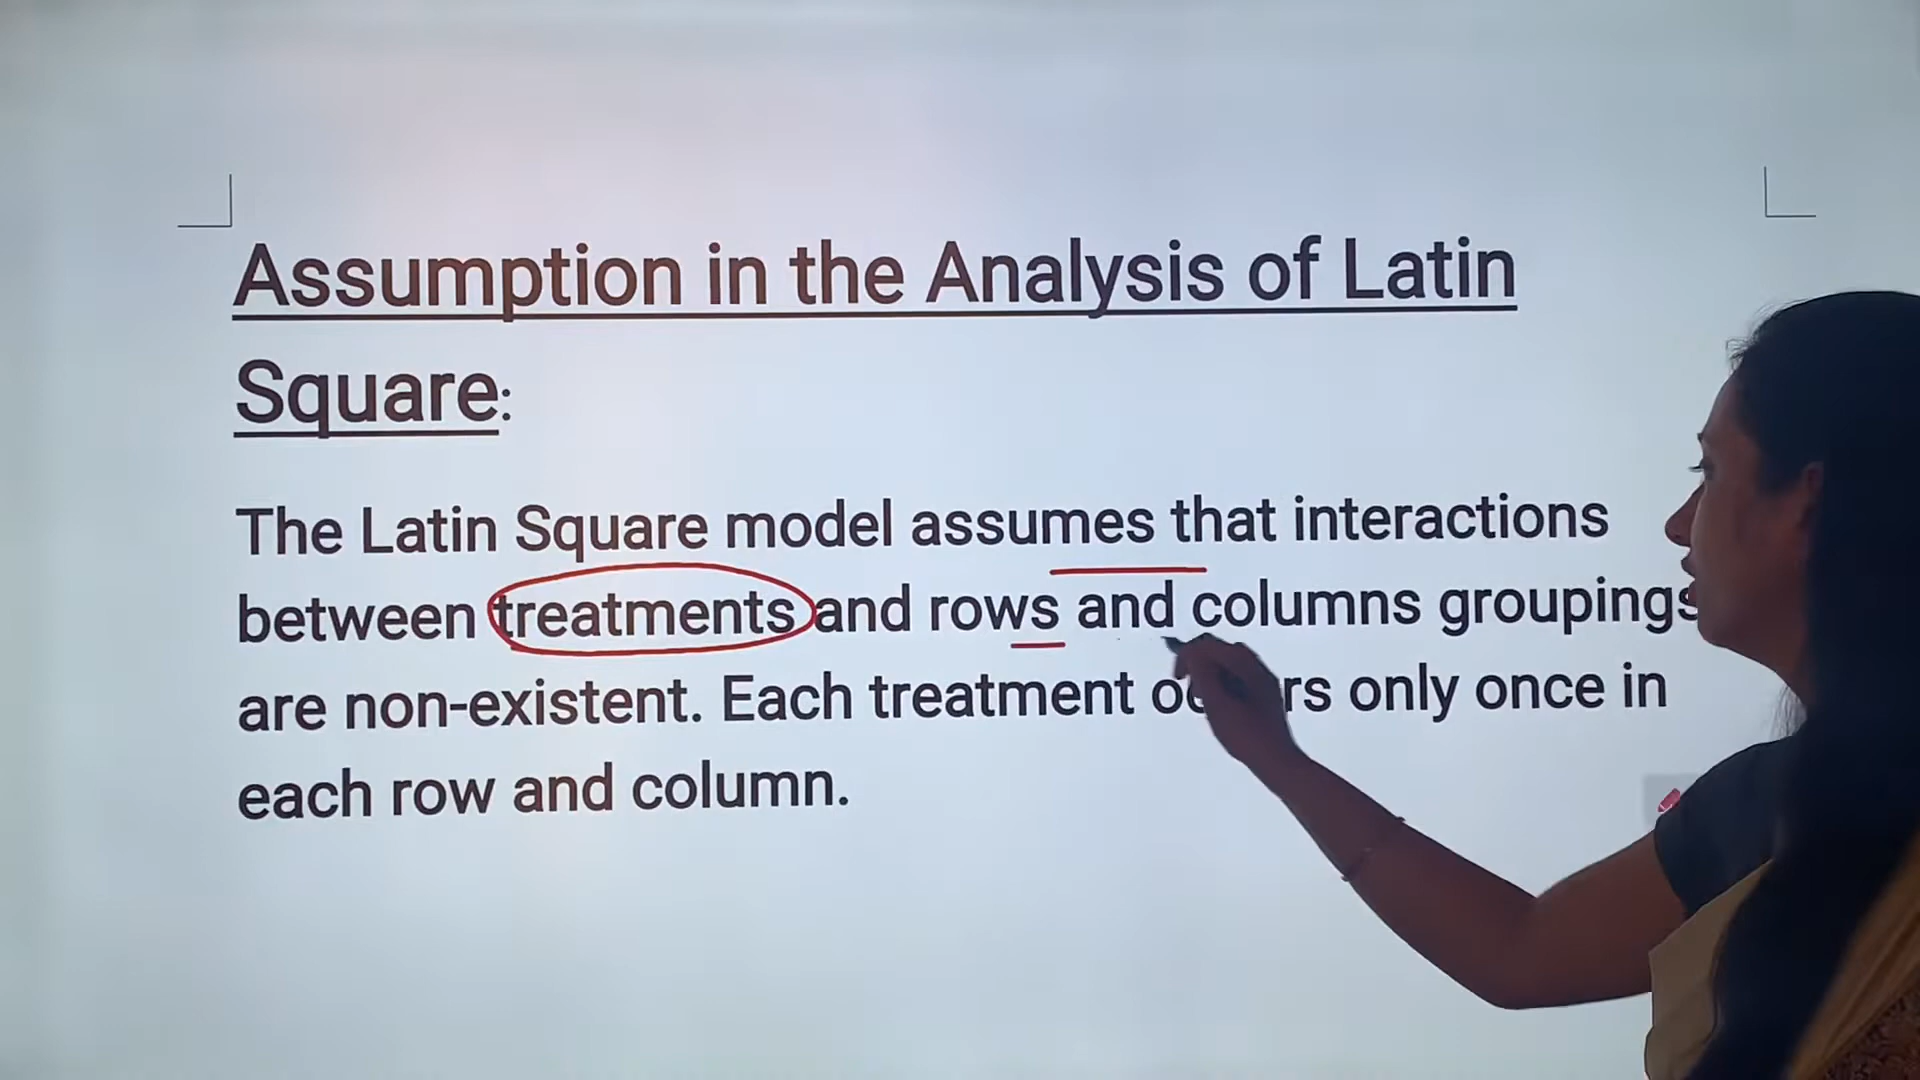 Assumption in the Analysis of Latin
Square:
The Latin Square model assumes that interactions
between treatments and rows and columns groupings
are non-existent. Each treatment only once in
each row and column.